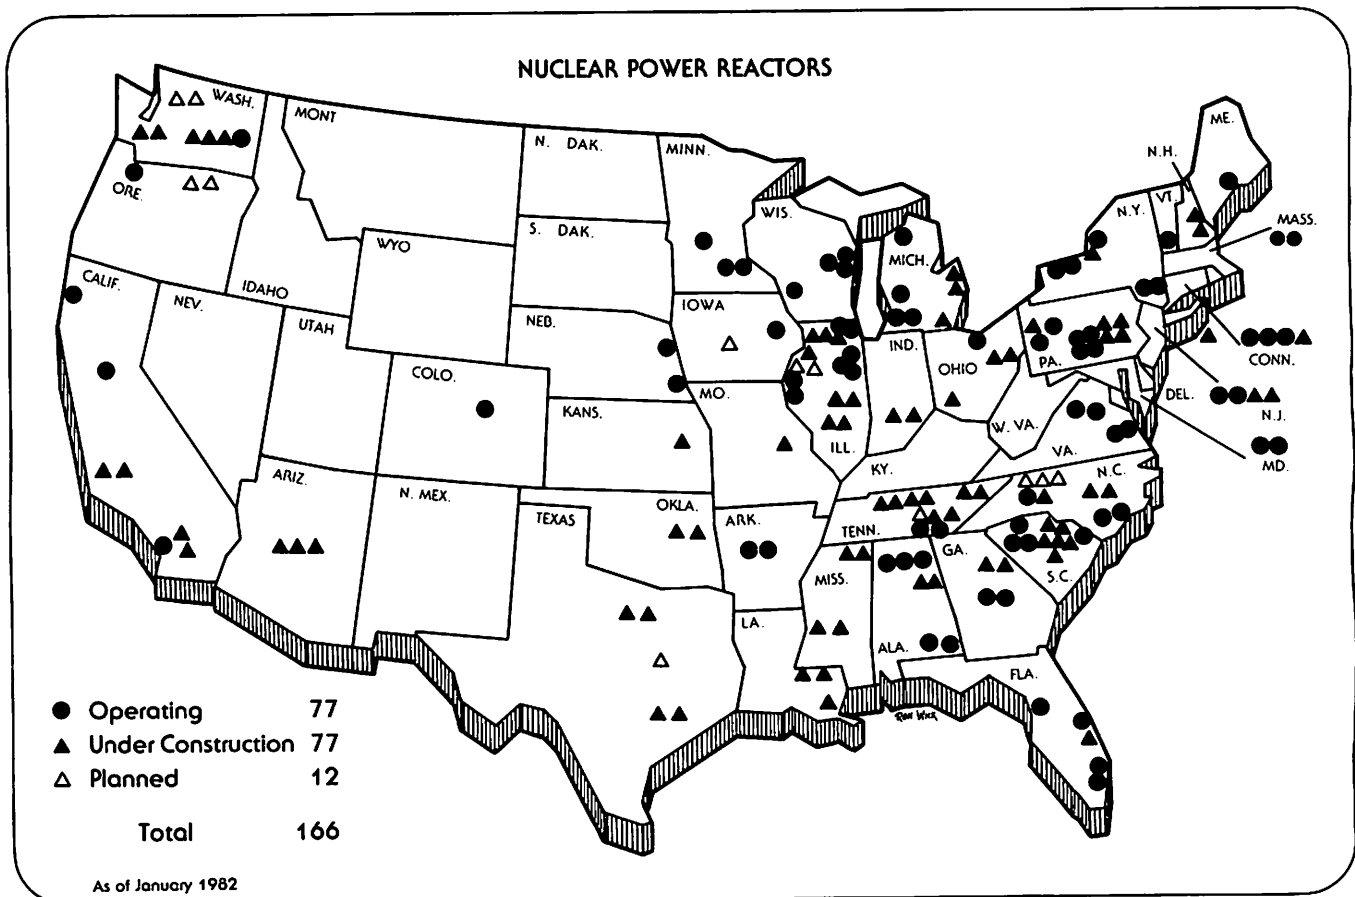 NUCLEAR POWER REACTORS
WASH.
MONT
N. DAK.
MINN.
ME.
N.H.
ORE.
WIS.
N.Y.
VT.
MASS.
S. DAK.
WYO
MICH.
CALIF.
NEV.
IDAHO
IOWA
UTAH
NEB.
IND.
OHIO
PA.
CONN.
COLO.
MO.
DEL.
KANS.
N.J.
W. VA.
ILL.
VA.
MD.
ARIZ.
N. MEX.
KY.
N.C.
OKLA.
TEXAS
ARK.
TENN.
GA.
MISS.
S.C.
LA.
ALA.
FLA.
Operating 77
Under Construction 77
Planned 12
Total 166
As of January 1982